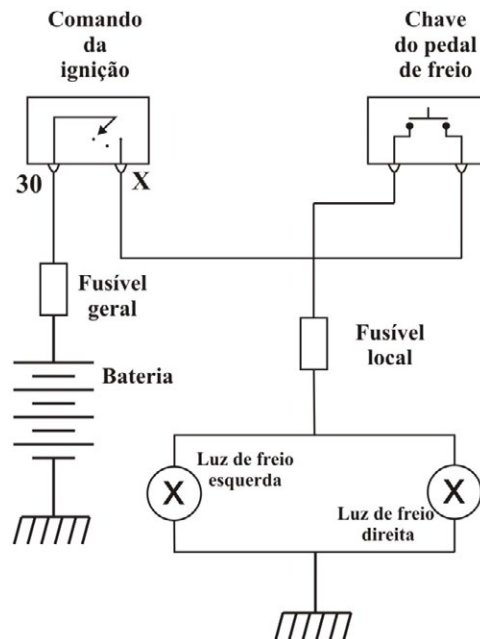 Comando
da
ignição
Chave
do pedal
de freio
30
X
Fusível
geral
Fusível
local
Bateria
Luz de freio
esquerda
X
X
Luz de freio
direita